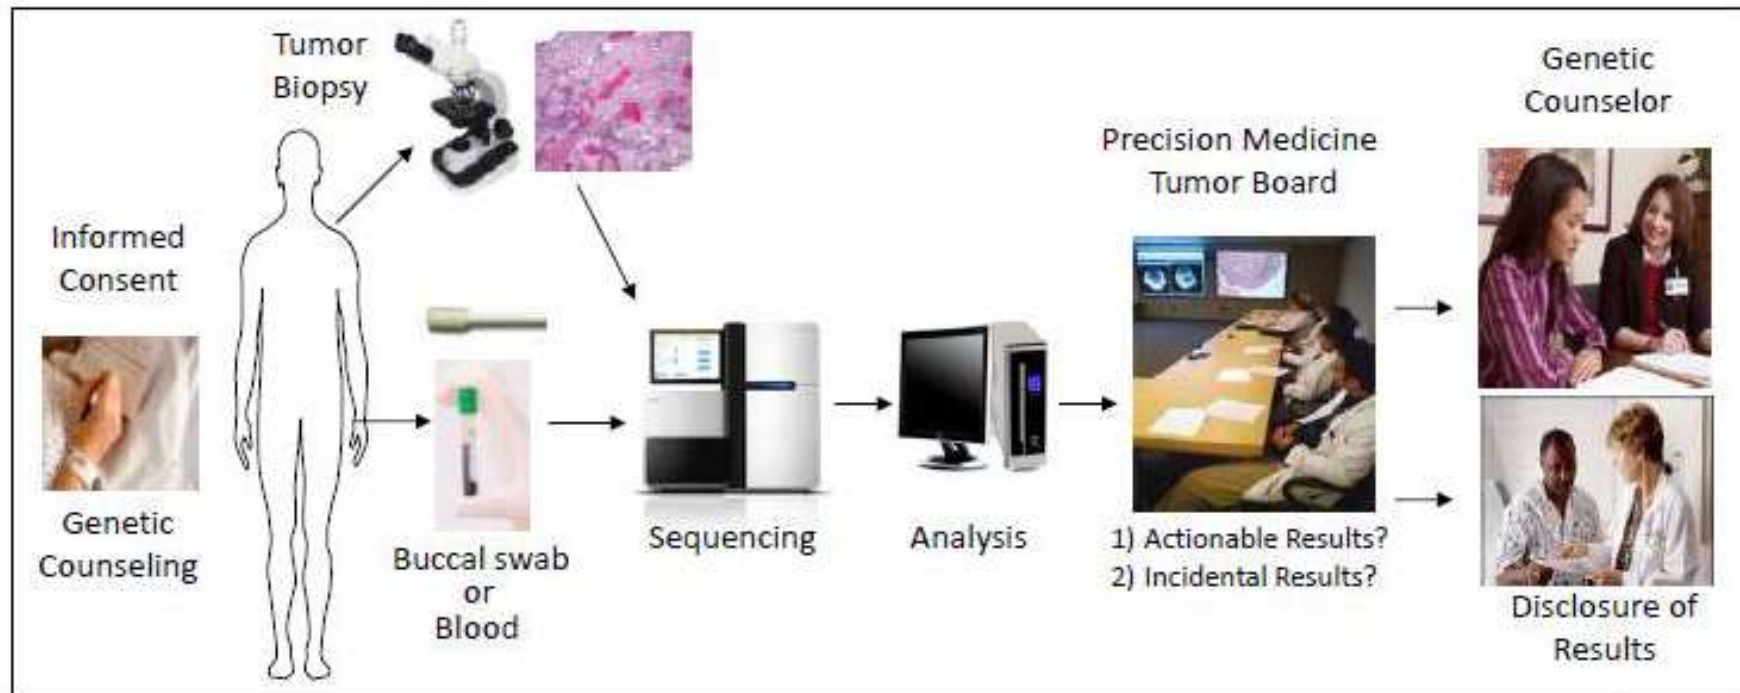 Informed
Consent
Genetic
Counseling
Tumor
Biopsy
Buccal swab
or
Blood
Sequencing
Analysis
Precision Medicine
Tumor Board
1) Actionable Results?
2) Incidental Results?
Genetic
Counselor
Disclosure of
Results